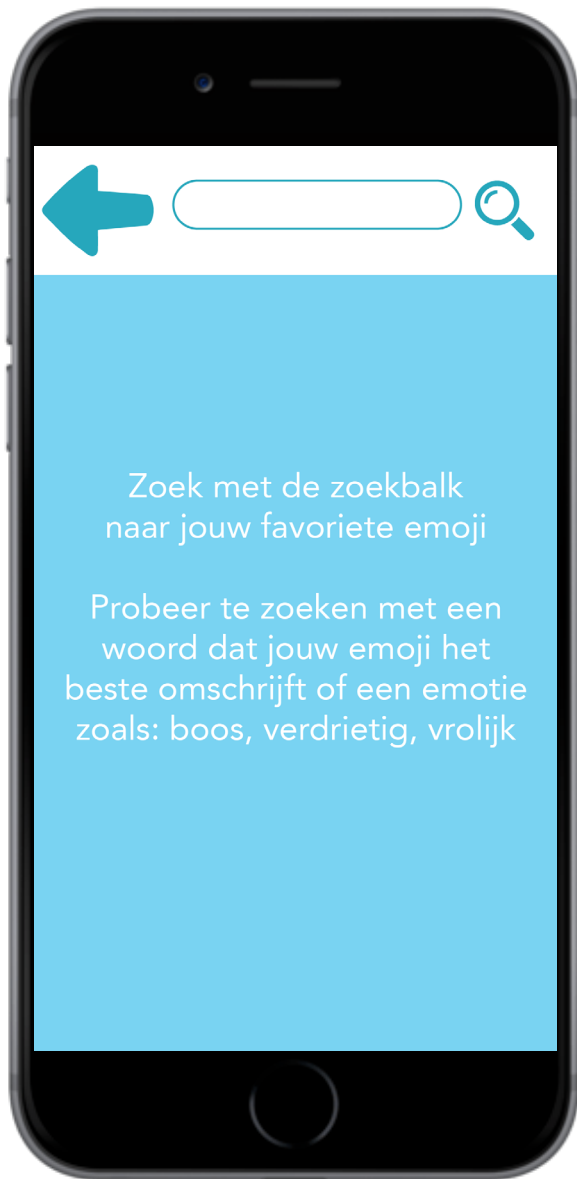 Zoek met de zoekbalk
naar jouw favoriete emoji
Probeer te zoeken met een
woord dat jouw emoji het
beste omschrijft of een emotie
zoals: boos, verdrietig, vrolijk